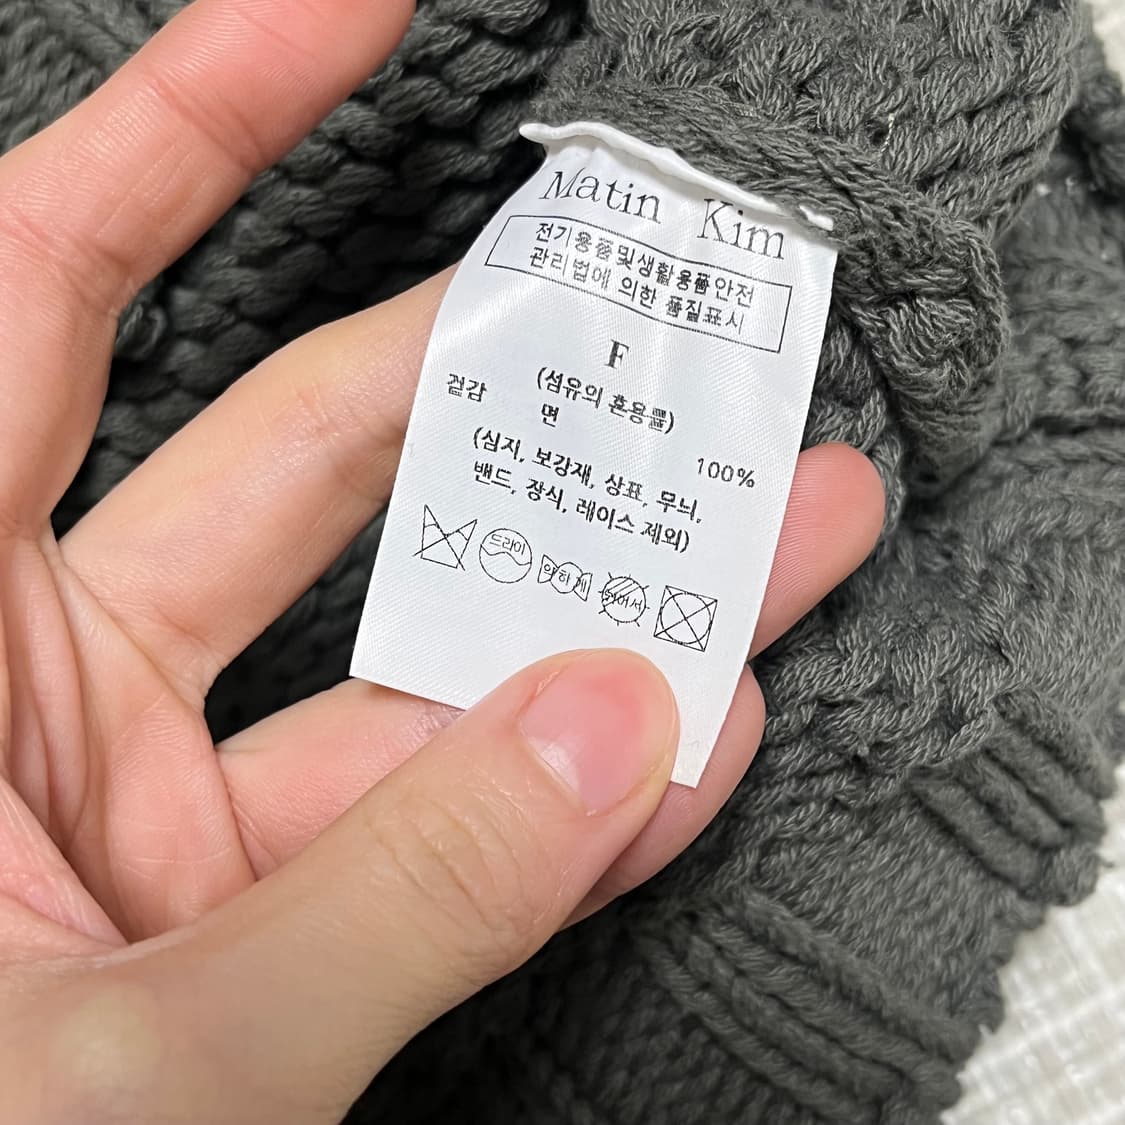 Matin Kim
전기용품및생활용품안전
관리법에 의한 품질표시
F
(섬유의 혼용률)
겉감 면 100%
(심지, 보강재, 상표, 무늬,
밴드, 장식, 레이스 제외)
드라이 약하게 뉘어서